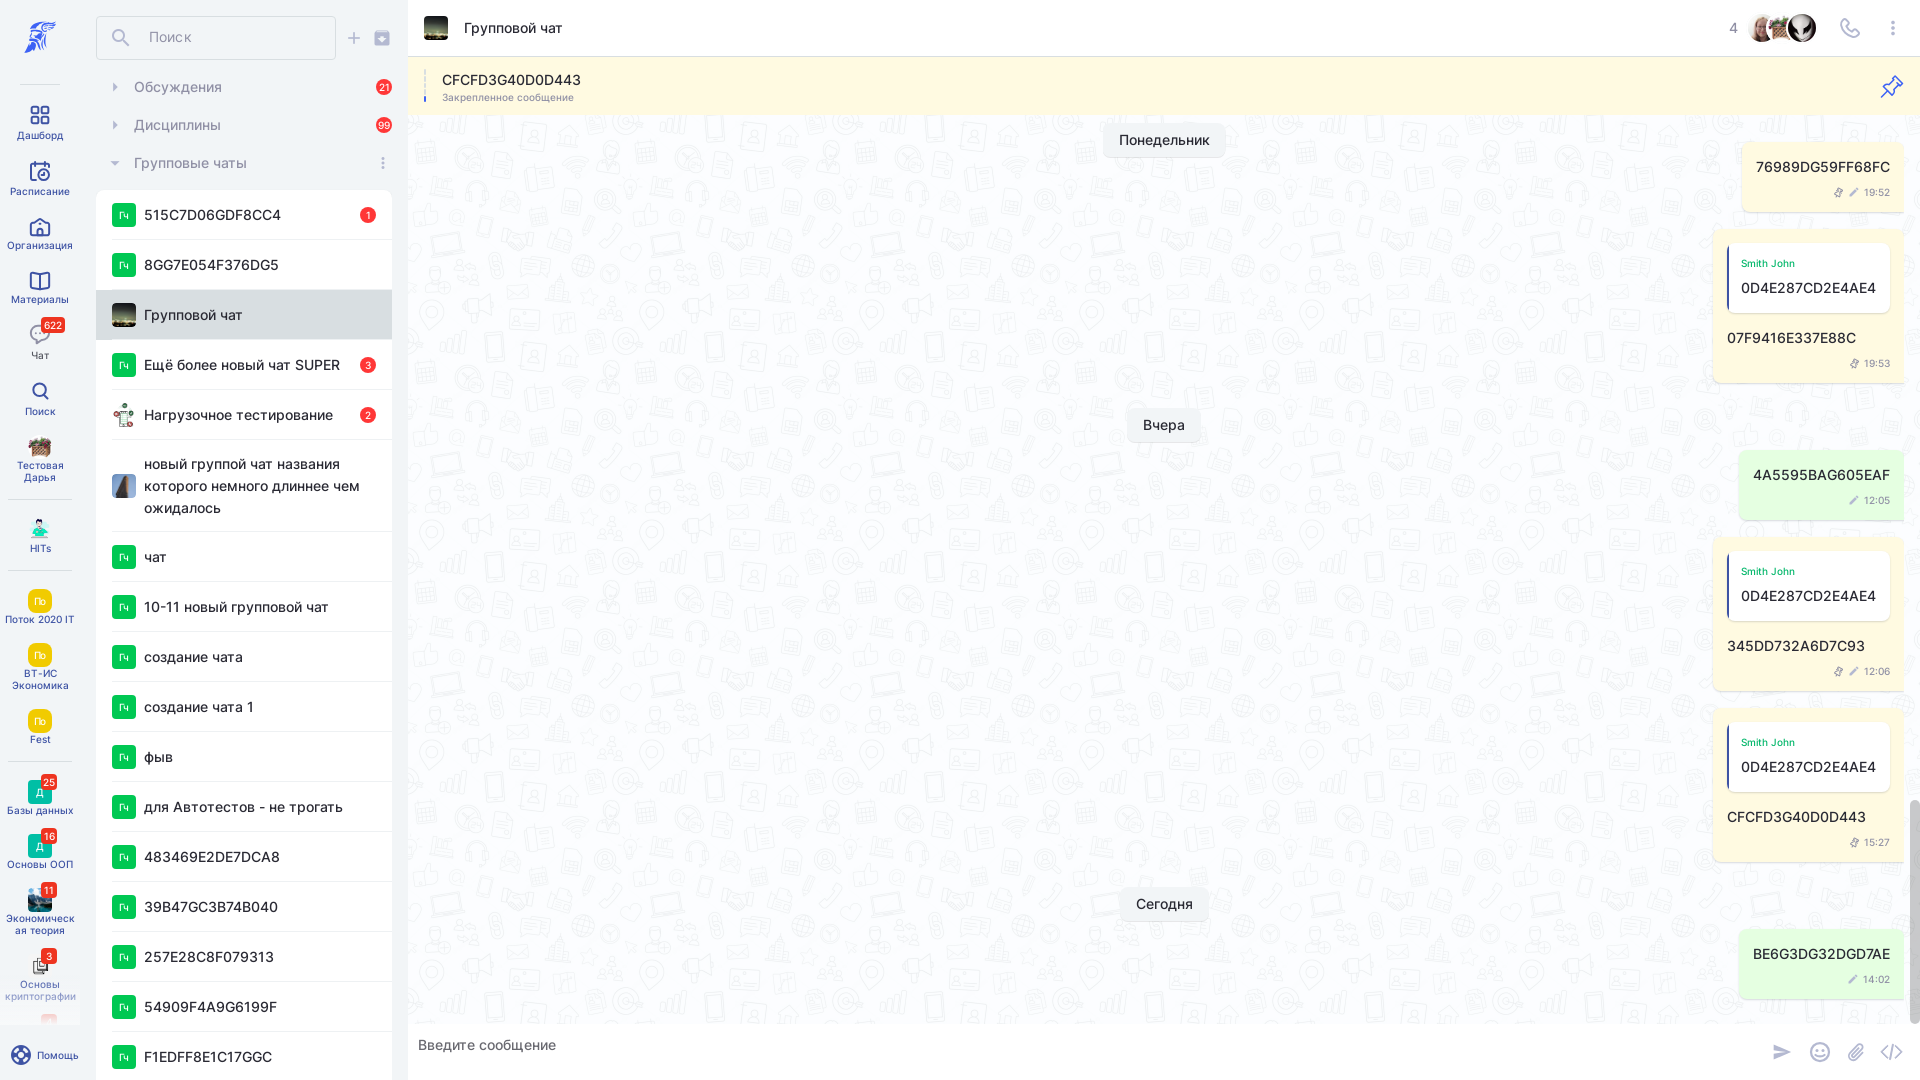 Дашборд
Расписание
Организация
Материалы
622
Чат
Поиск
Тестовая
Дарья
HITs
По
Поток 2020 IT
По
ВТ-ИС
Экономика
По
Fest
25
Д
Базы данных
16
Д
Основы ООП
11
Экономическ
ая теория
3
Основы
криптографии
Помощь
Поиск
Обсуждения
21
Дисциплины
99
Групповые чаты
Гч
515C7D06GDF8CC4
1
Гч
8GG7E054F376DG5
Групповой чат
Гч
Ещё более новый чат SUPER
3
Нагрузочное тестирование
2
новый группой чат названия
которого немного длиннее чем
ожидалось
Гч
чат
Гч
10-11 новый групповой чат
Гч
создание чата
Гч
создание чата 1
Гч
фыв
Гч
для Автотестов - не трогать
Гч
483469E2DE7DCA8
Гч
39B47GC3B74B040
Гч
257E28C8F079313
Гч
54909F4A9G6199F
Гч
F1EDFF8E1C17GGC
Групповой чат
4
CFCFD3G40D0D443
Закрепленное сообщение
Понедельник
76989DG59FF68FC
19:52
Smith John
0D4E287CD2E4AE4
07F9416E337E88C
19:53
Вчера
4A5595BAG605EAF
12:05
Smith John
0D4E287CD2E4AE4
345DD732A6D7C93
12:06
Smith John
0D4E287CD2E4AE4
CFCFD3G40D0D443
15:27
Сегодня
BE6G3DG32DGD7AE
14:02
Введите сообщение